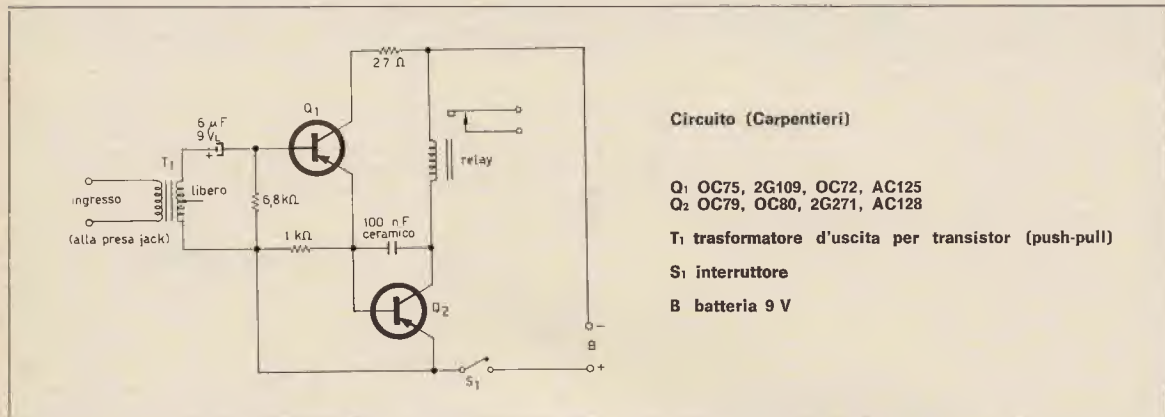 27 Ω
Q1
6 μF
9 VL
+
T1
relay
ingresso
libero
6,8kΩ
(alla presa jack)
1 kΩ
100 nF
ceramico
Q2
−
B
+
S1
Circuito (Carpentieri)
Q1 OC75, 2G109, OC72, AC125
Q2 OC79, OC80, 2G271, AC128
T1 trasformatore d'uscita per transistor (push-pull)
S1 interruttore
B batteria 9 V